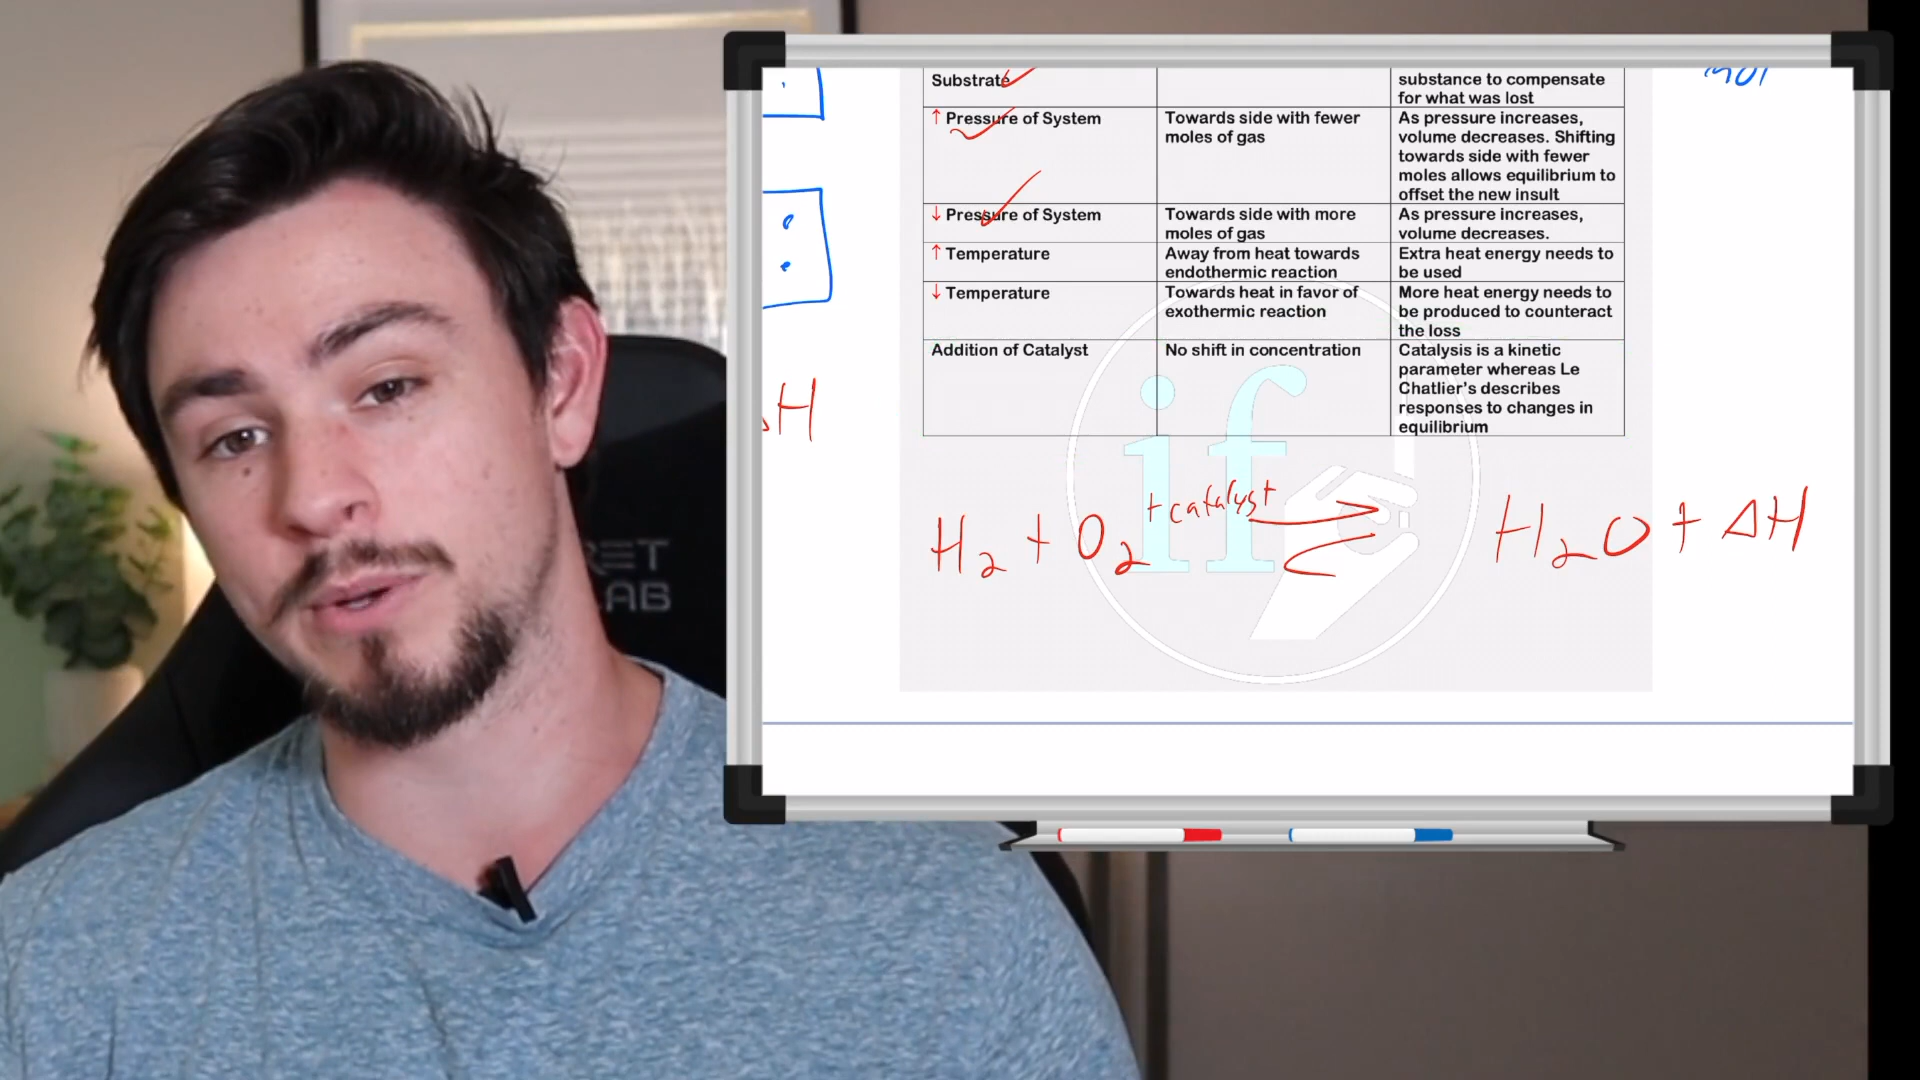 Substrate
substance to compensate
for what was lost
↑ Pressure of System
Towards side with fewer
moles of gas
As pressure increases,
volume decreases. Shifting
towards side with fewer
moles allows equilibrium to
offset the new insult
↓ Pressure of System
Towards side with more
moles of gas
As pressure increases,
volume decreases.
↑ Temperature
Away from heat towards
endothermic reaction
Extra heat energy needs to
be used
↓ Temperature
Towards heat in favor of
exothermic reaction
More heat energy needs to
be produced to counteract
the loss
Addition of Catalyst
No shift in concentration
Catalysis is a kinetic
parameter whereas Le
Chatlier's describes
responses to changes in
equilibrium
ΔH
if
H₂ + O₂ + catalyst ⇌ H₂O + ΔH
RET
LAB